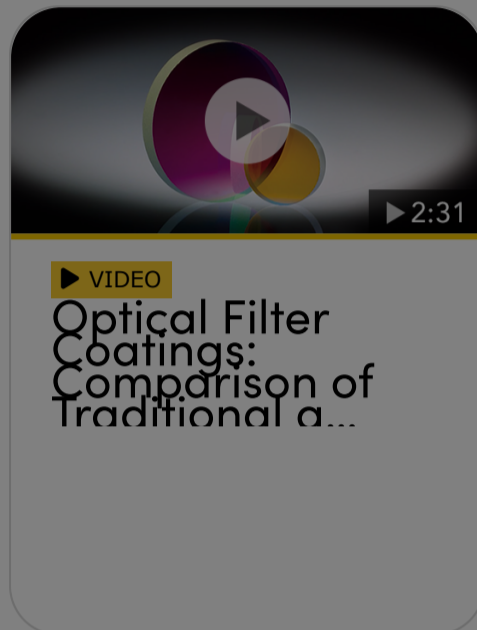 2:31
VIDEO
Optical Filter
Coatings:
Comparison of
Traditional a...